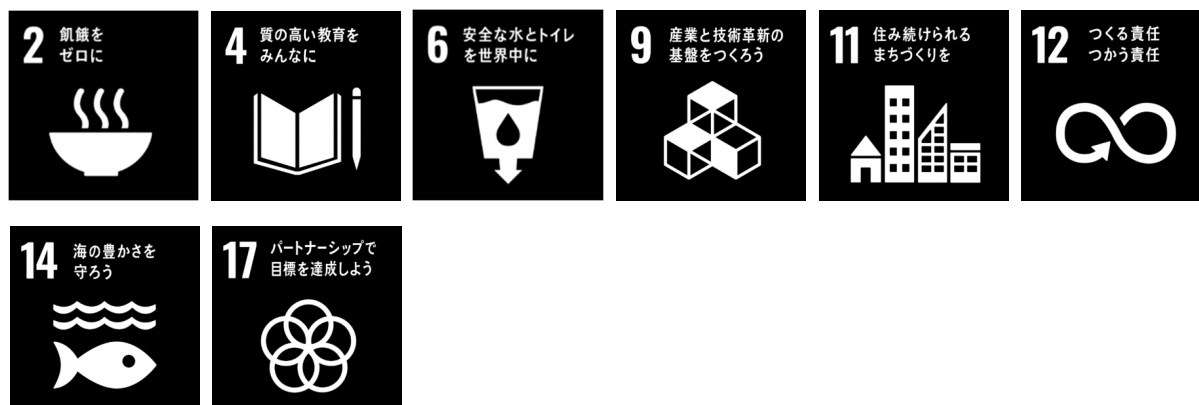 2 飢餓を
ゼロに
4 質の高い教育を
みんなに
6 安全な水とトイレ
を世界中に
9 産業と技術革新の
基盤をつくろう
11 住み続けられる
まちづくりを
12 つくる責任
つかう責任
14 海の豊かさを
守ろう
17 パートナーシップで
目標を達成しよう